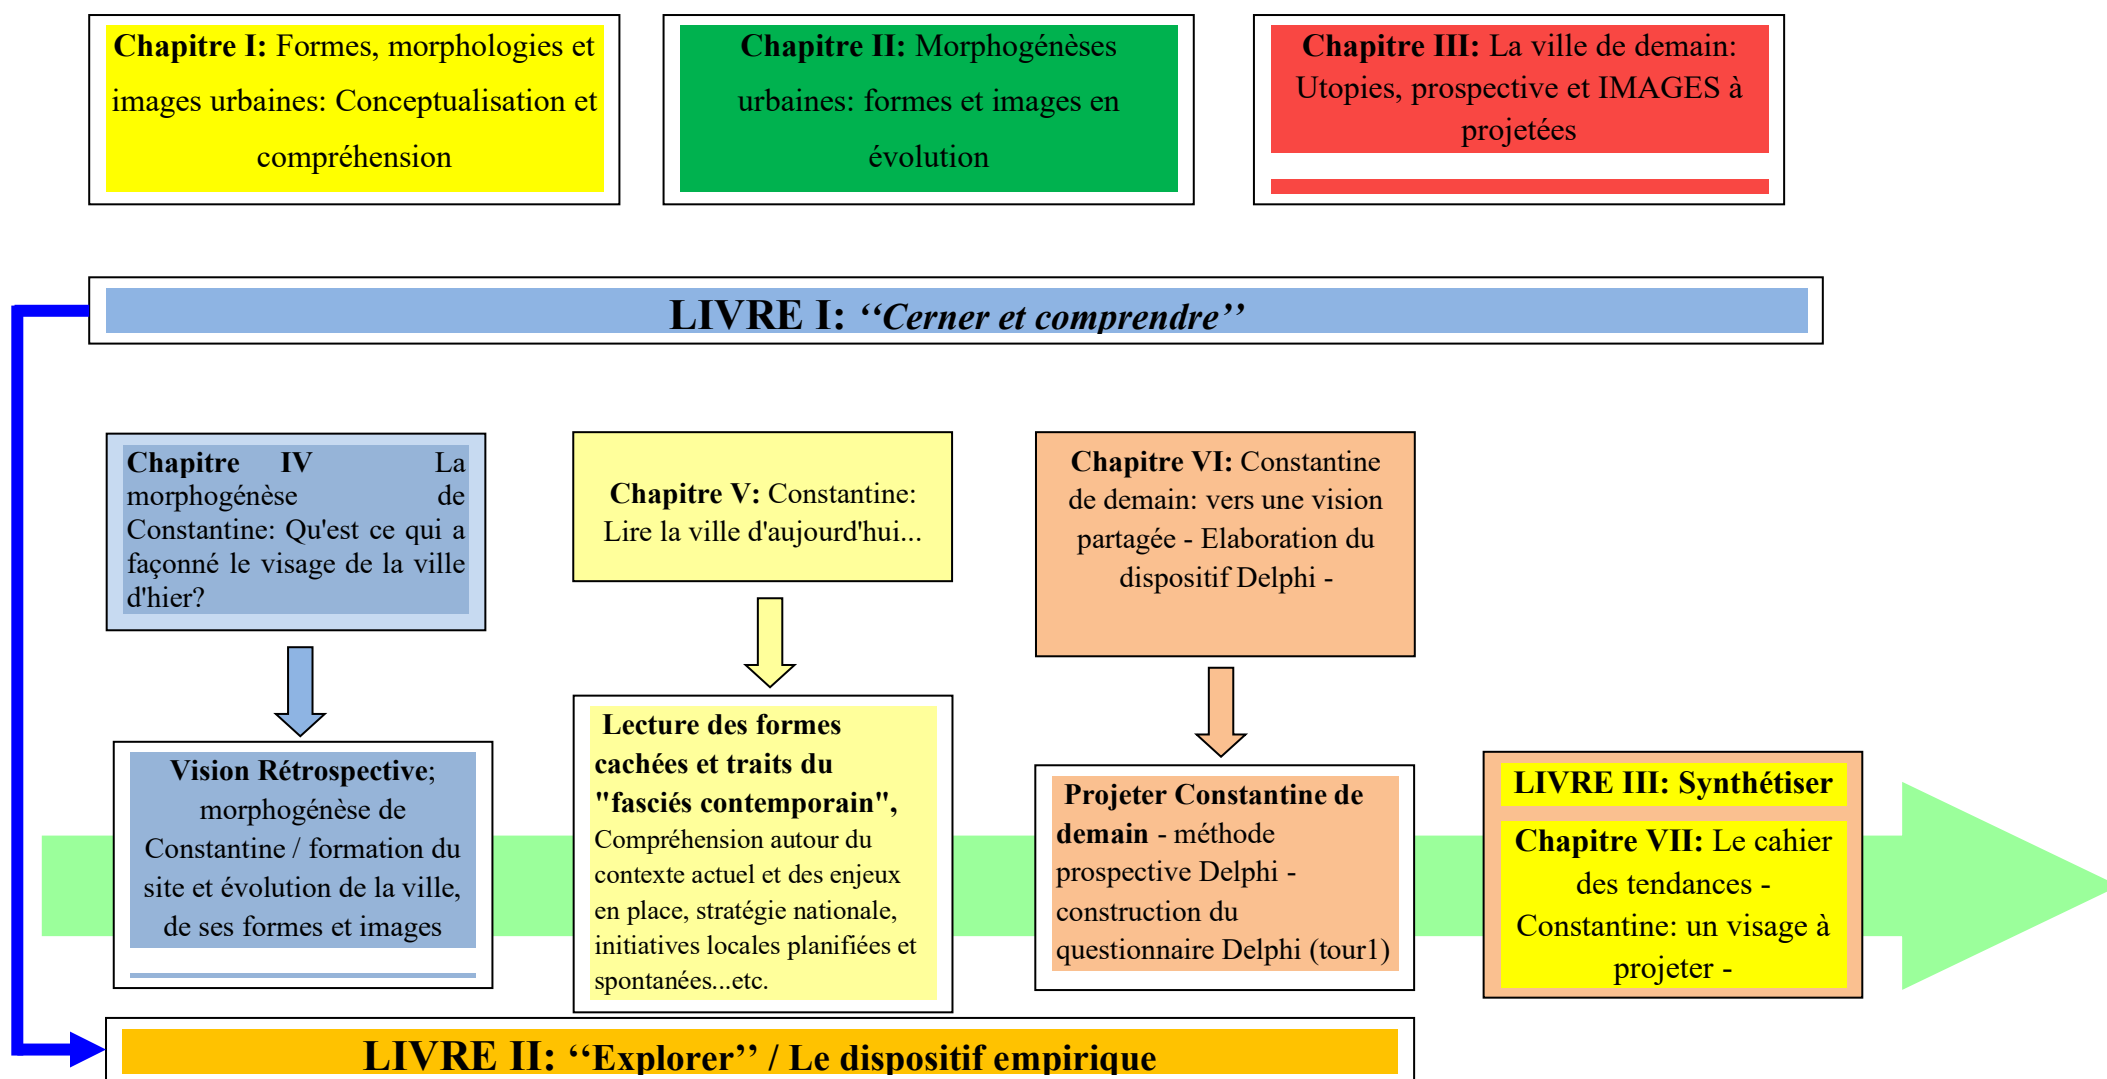 Chapitre I: Formes, morphologies et
images urbaines: Conceptualisation et
compréhension
Chapitre II: Morphogénèses
urbaines: formes et images en
évolution
Chapitre III: La ville de demain:
Utopies, prospective et IMAGES à
projetées
LIVRE I: ‘‘Cerner et comprendre’’
Chapitre IV La
morphogénèse de
Constantine: Qu'est ce qui a
façonné le visage de la ville
d'hier?
Chapitre V: Constantine:
Lire la ville d'aujourd'hui...
Chapitre VI: Constantine
de demain: vers une vision
partagée - Elaboration du
dispositif Delphi -
Vision Rétrospective;
morphogénèse de
Constantine / formation du
site et évolution de la ville,
de ses formes et images
Lecture des formes
cachées et traits du
"fasciés contemporain",
Compréhension autour du
contexte actuel et des enjeux
en place, stratégie nationale,
initiatives locales planifiées et
spontanées...etc.
Projeter Constantine de
demain - méthode
prospective Delphi -
construction du
questionnaire Delphi (tour1)
LIVRE III: Synthétiser
Chapitre VII: Le cahier
des tendances -
Constantine: un visage à
projeter -
LIVRE II: ‘‘Explorer’’ / Le dispositif empirique